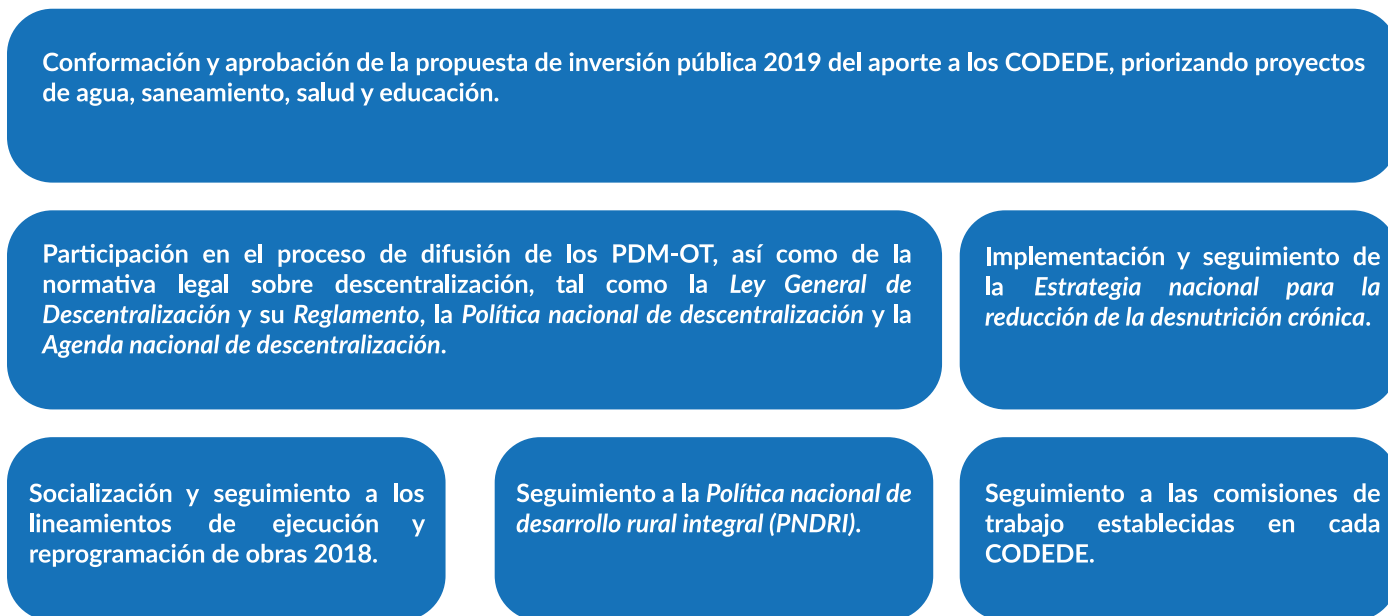 Conformación y aprobación de la propuesta de inversión pública 2019 del aporte a los CODEDE, priorizando proyectos
de agua, saneamiento, salud y educación.
Participación en el proceso de difusión de los PDM-OT, así como de la
normativa legal sobre descentralización, tal como la Ley General de
Descentralización y su Reglamento, la Política nacional de descentralización y la
Agenda nacional de descentralización.
Implementación y seguimiento de
la Estrategia nacional para la
reducción de la desnutrición crónica.
Socialización y seguimiento a los
lineamientos de ejecución y
reprogramación de obras 2018.
Seguimiento a la Política nacional de
desarrollo rural integral (PNDRI).
Seguimiento a las comisiones de
trabajo establecidas en cada
CODEDE.